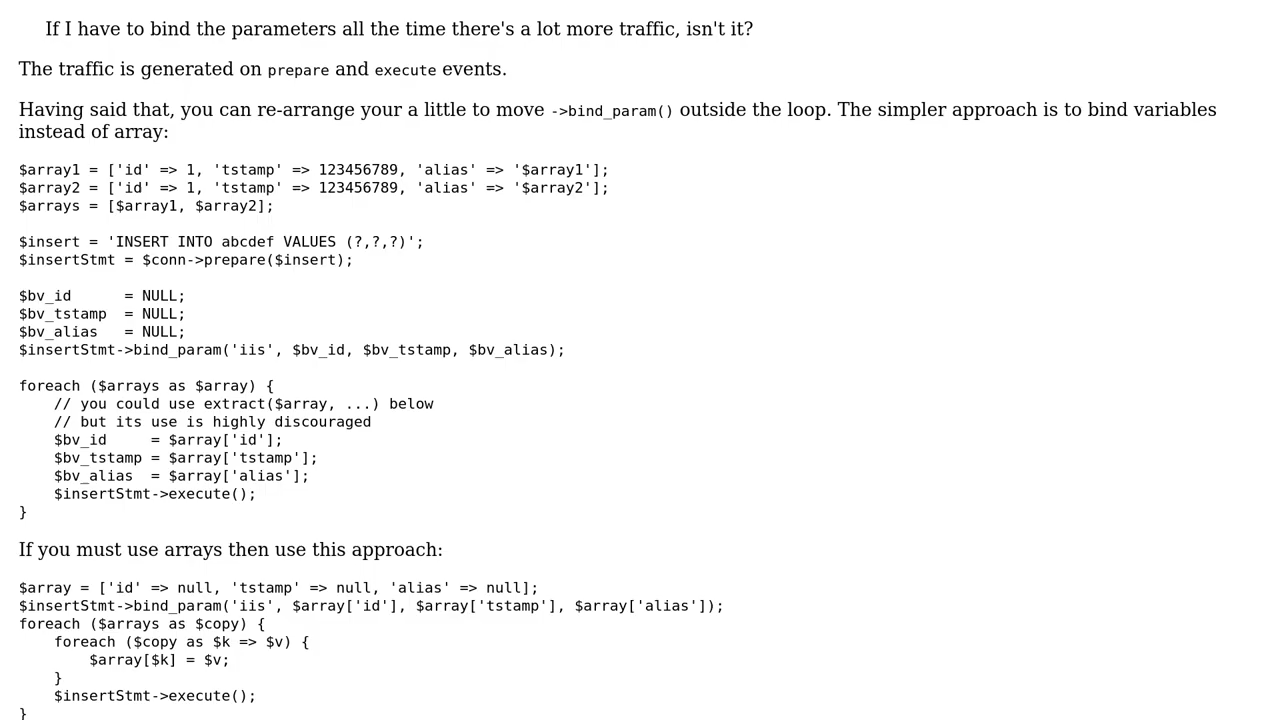 If I have to bind the parameters all the time there's a lot more traffic, isn't it?
The traffic is generated on prepare and execute events.
Having said that, you can re-arrange your a little to move ->bind_param() outside the loop. The simpler approach is to bind variables
instead of array:
$array1 = ['id' => 1, 'tstamp' => 123456789, 'alias' => '$array1'];
$array2 = ['id' => 1, 'tstamp' => 123456789, 'alias' => '$array2'];
$arrays = [$array1, $array2];

$insert = 'INSERT INTO abcdef VALUES (?,?,?)';
$insertStmt = $conn->prepare($insert);

$bv_id      = NULL;
$bv_tstamp  = NULL;
$bv_alias   = NULL;
$insertStmt->bind_param('iis', $bv_id, $bv_tstamp, $bv_alias);

foreach ($arrays as $array) {
    // you could use extract($array, ...) below
    // but its use is highly discouraged
    $bv_id     = $array['id'];
    $bv_tstamp = $array['tstamp'];
    $bv_alias  = $array['alias'];
    $insertStmt->execute();
}
If you must use arrays then use this approach:
$array = ['id' => null, 'tstamp' => null, 'alias' => null];
$insertStmt->bind_param('iis', $array['id'], $array['tstamp'], $array['alias']);
foreach ($arrays as $copy) {
    foreach ($copy as $k => $v) {
        $array[$k] = $v;
    }
    $insertStmt->execute();
}